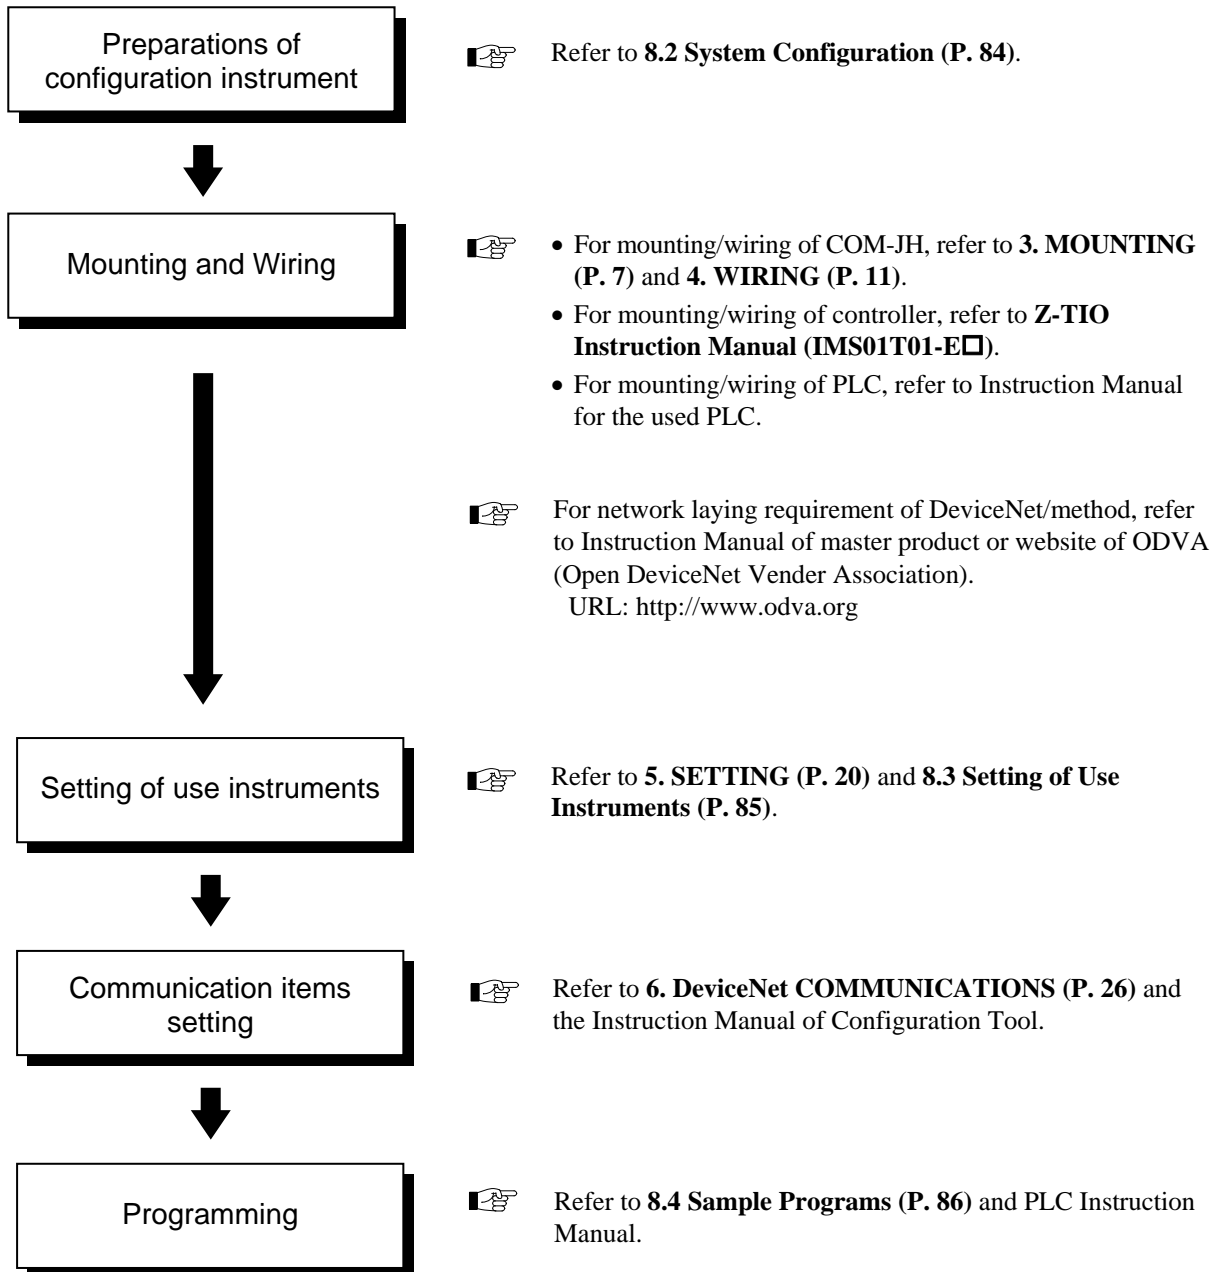 Preparations of
configuration instrument
Refer to 8.2 System Configuration (P. 84).
Mounting and Wiring
• For mounting/wiring of COM-JH, refer to 3. MOUNTING
(P. 7) and 4. WIRING (P. 11).
• For mounting/wiring of controller, refer to Z-TIO
Instruction Manual (IMS01T01-E□).
• For mounting/wiring of PLC, refer to Instruction Manual
for the used PLC.
For network laying requirement of DeviceNet/method, refer
to Instruction Manual of master product or website of ODVA
(Open DeviceNet Vender Association).
URL: http://www.odva.org
Setting of use instruments
Refer to 5. SETTING (P. 20) and 8.3 Setting of Use
Instruments (P. 85).
Communication items
setting
Refer to 6. DeviceNet COMMUNICATIONS (P. 26) and
the Instruction Manual of Configuration Tool.
Programming
Refer to 8.4 Sample Programs (P. 86) and PLC Instruction
Manual.